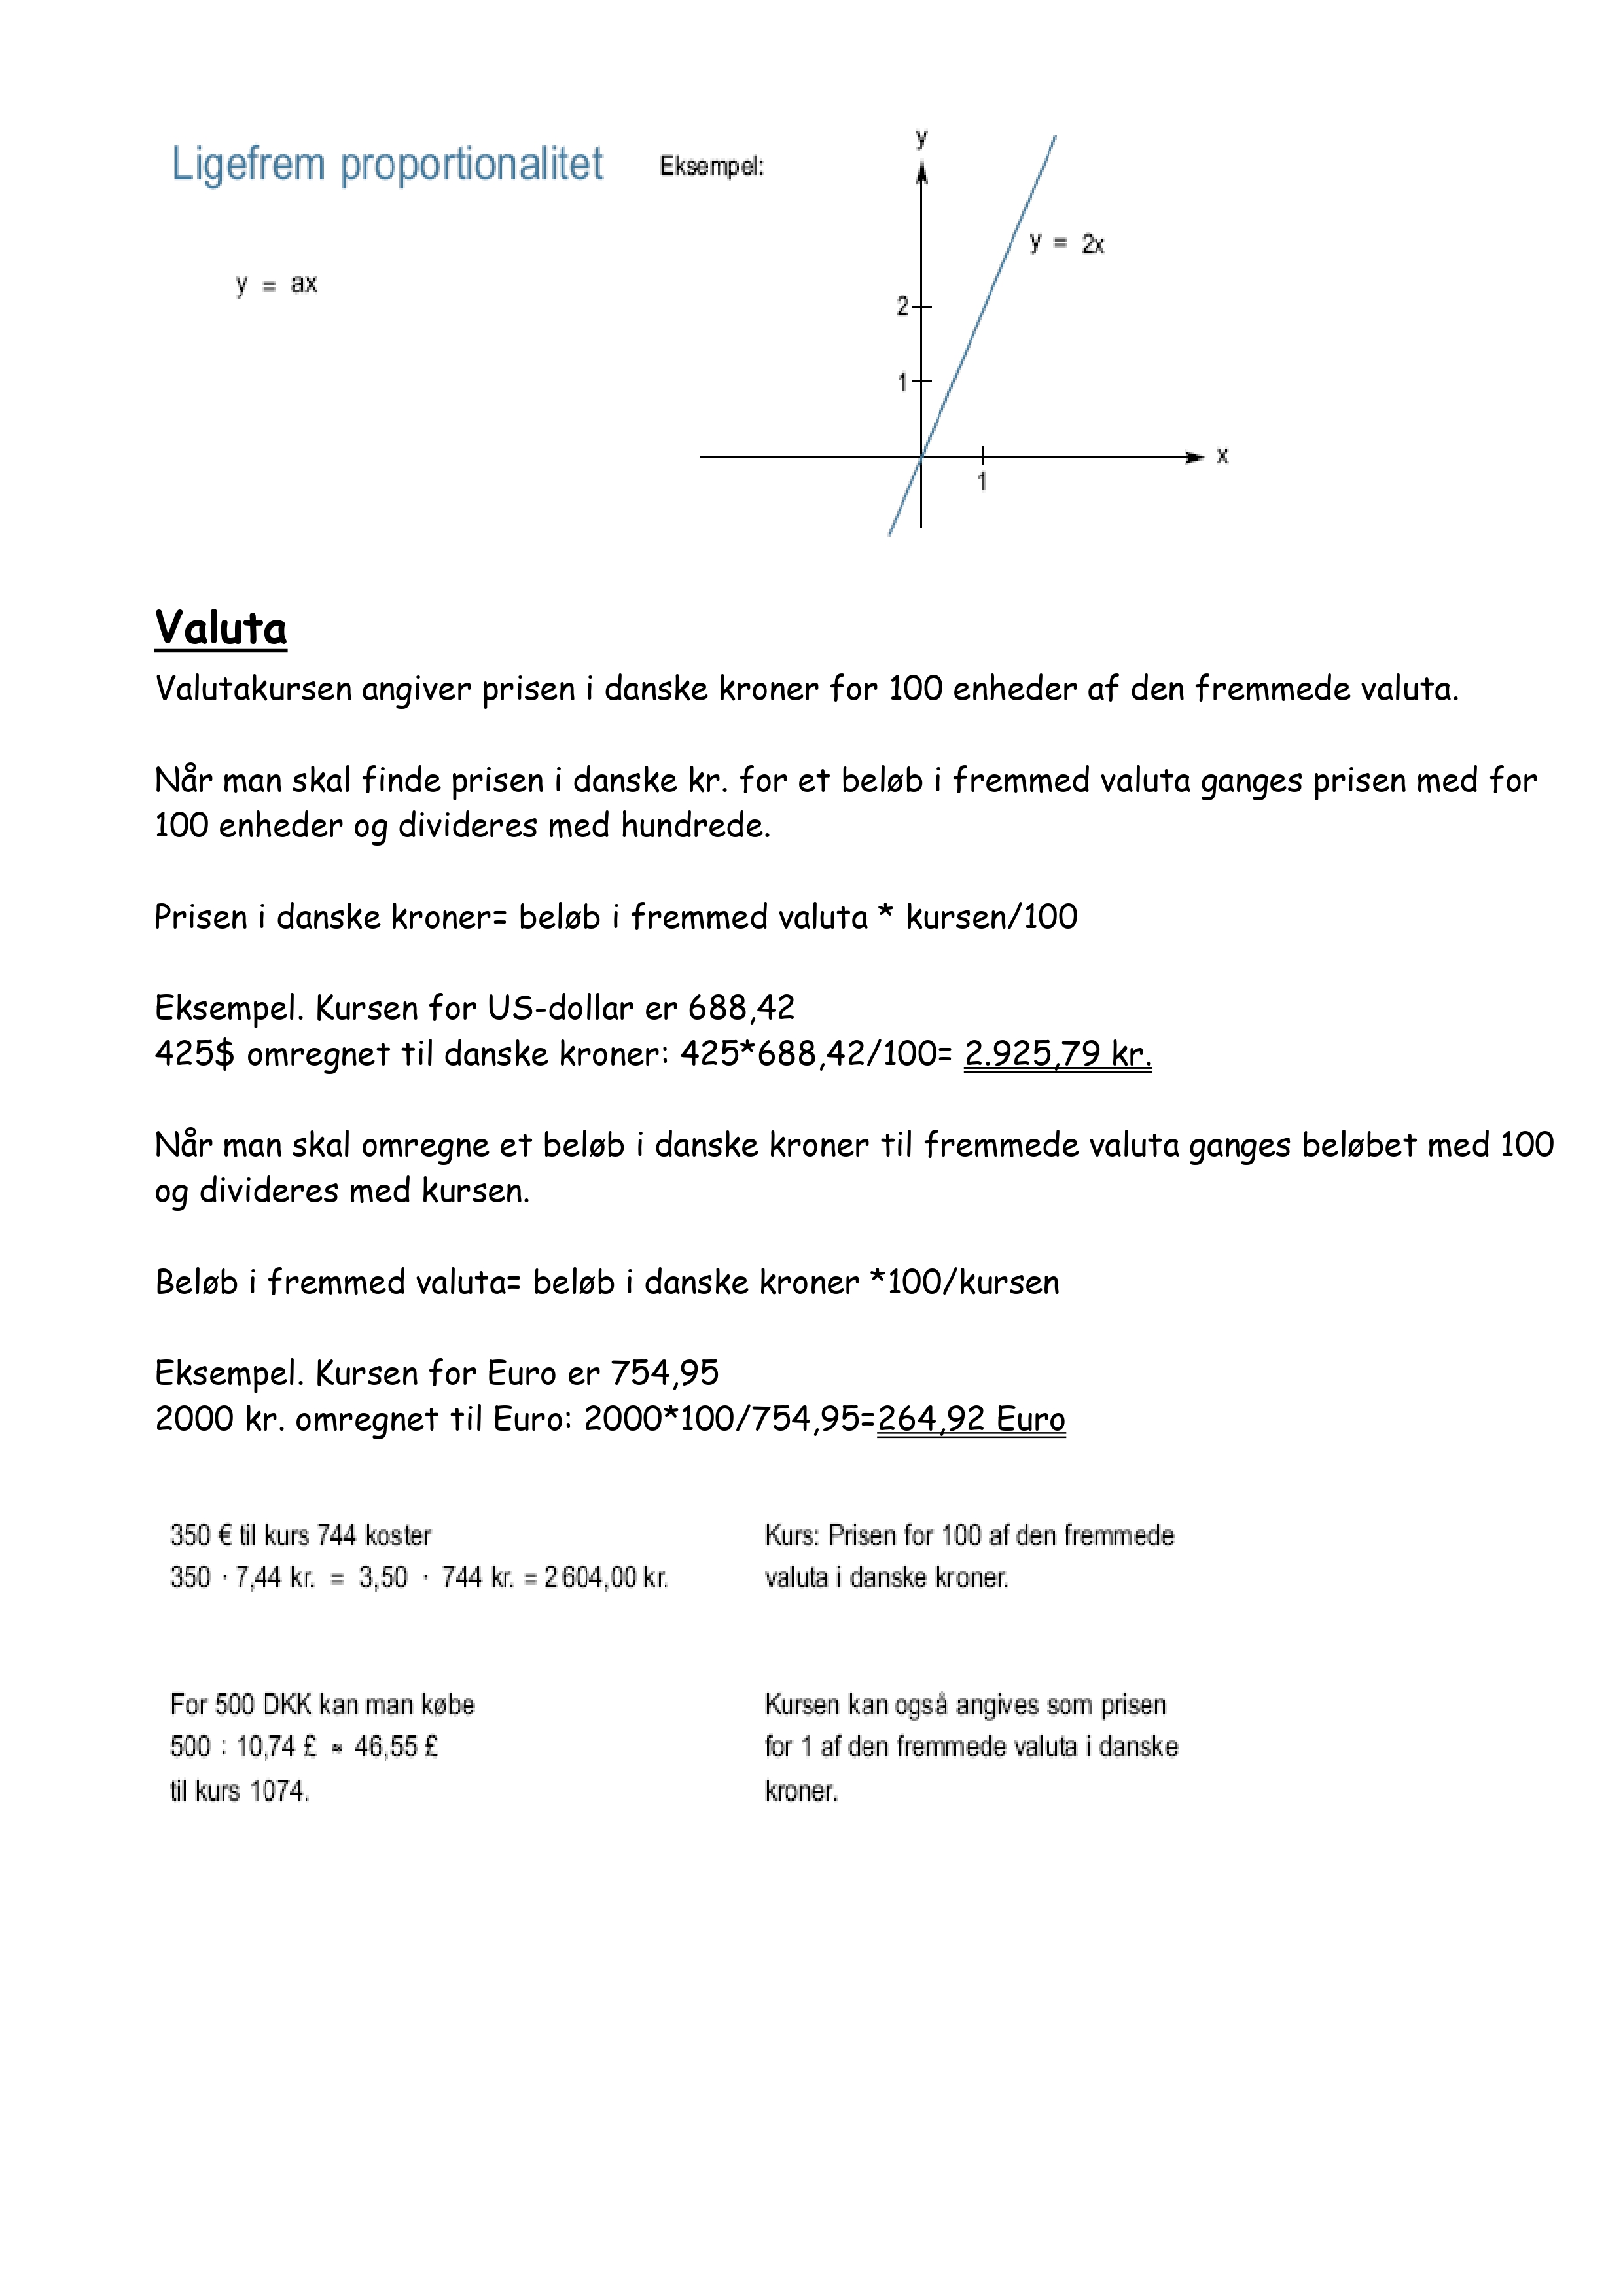 Ligefrem proportionalitet
Eksempel:
y = ax
y
y = 2x
2
1
x
1
Valuta
Valutakursen angiver prisen i danske kroner for 100 enheder af den fremmede valuta.
Når man skal finde prisen i danske kr. for et beløb i fremmed valuta ganges prisen med for
100 enheder og divideres med hundrede.
Prisen i danske kroner= beløb i fremmed valuta * kursen/100
Eksempel. Kursen for US-dollar er 688,42
425$ omregnet til danske kroner: 425*688,42/100= 2.925,79 kr.
Når man skal omregne et beløb i danske kroner til fremmede valuta ganges beløbet med 100
og divideres med kursen.
Beløb i fremmed valuta= beløb i danske kroner *100/kursen
Eksempel. Kursen for Euro er 754,95
2000 kr. omregnet til Euro: 2000*100/754,95=264,92 Euro
350 € til kurs 744 koster
350 · 7,44 kr. = 3,50 · 744 kr. = 2 604,00 kr.
Kurs: Prisen for 100 af den fremmede
valuta i danske kroner.
For 500 DKK kan man købe
500 : 10,74 £ ≈ 46,55 £
til kurs 1074.
Kursen kan også angives som prisen
for 1 af den fremmede valuta i danske
kroner.